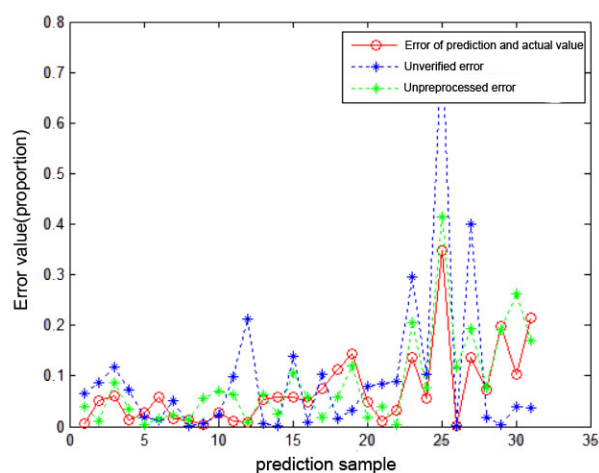 0.8
0.7
0.6
0.5
0.4
0.3
0.2
0.1
0
Error value(proportion)
Error of prediction and actual value
Unverified error
Unpreprocessed error
0 5 10 15 20 25 30 35
prediction sample